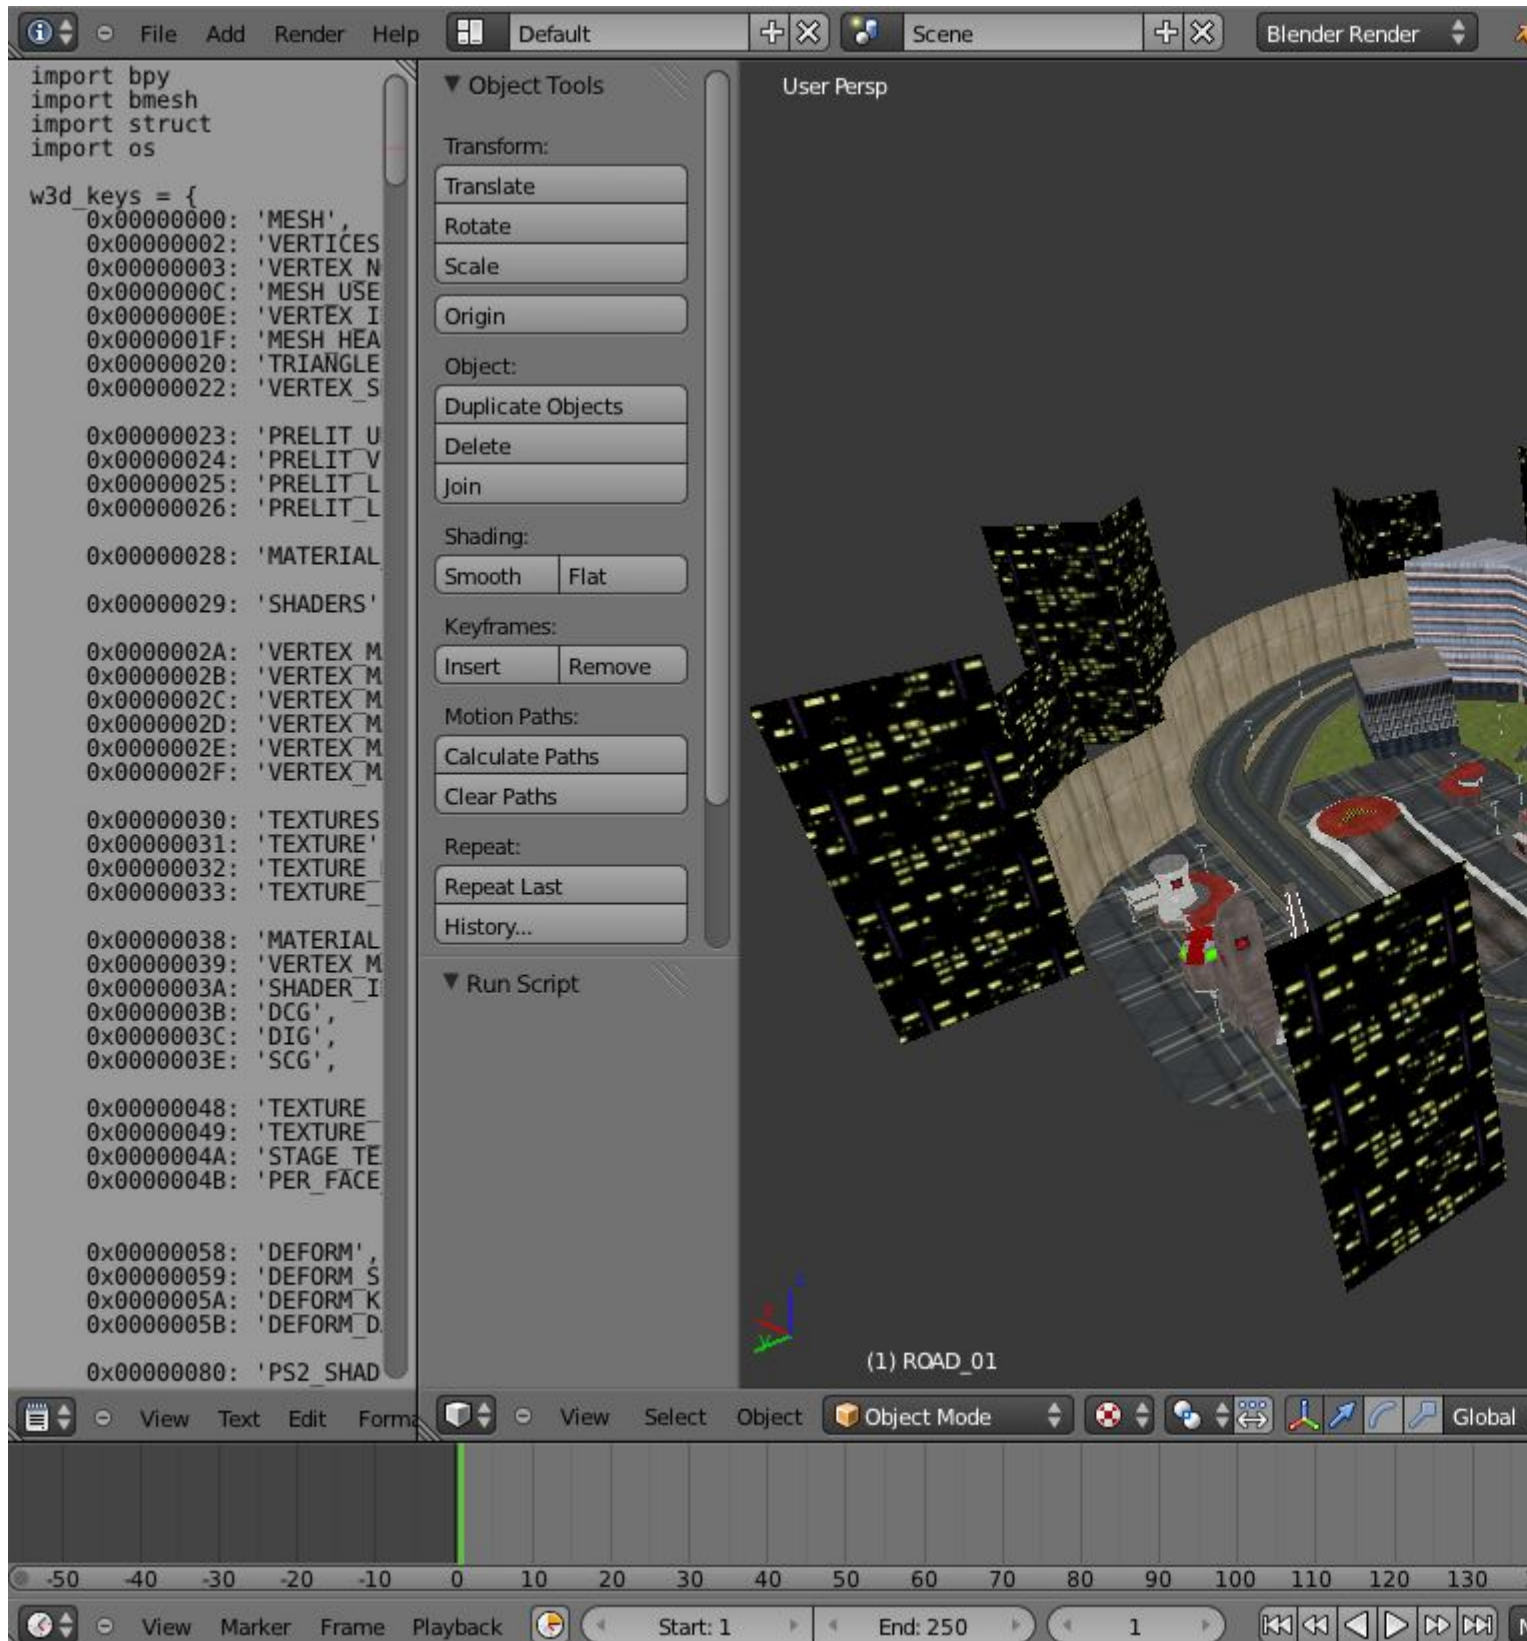 File Add Render Help Default Scene Blender Render
import bpy
import bmesh
import struct
import os
w3d_keys = {
0x00000000: 'MESH',
0x00000002: 'VERTICES
0x00000003: 'VERTEX_N
0x0000000C: 'MESH_USE
0x0000000E: 'VERTEX_I
0x0000001F: 'MESH_HEA
0x00000020: 'TRIANGLE
0x00000022: 'VERTEX_S
0x00000023: 'PRELIT_U
0x00000024: 'PRELIT_V
0x00000025: 'PRELIT_L
0x00000026: 'PRELIT_L
0x00000028: 'MATERIAL_
0x00000029: 'SHADERS'
0x0000002A: 'VERTEX_M
0x0000002B: 'VERTEX_M
0x0000002C: 'VERTEX_M
0x0000002D: 'VERTEX_M
0x0000002E: 'VERTEX_M
0x0000002F: 'VERTEX_M
0x00000030: 'TEXTURES
0x00000031: 'TEXTURE'
0x00000032: 'TEXTURE_
0x00000033: 'TEXTURE_
0x00000038: 'MATERIAL
0x00000039: 'VERTEX_M
0x0000003A: 'SHADER_I
0x0000003B: 'DCG',
0x0000003C: 'DIG',
0x0000003E: 'SCG',
0x00000048: 'TEXTURE_
0x00000049: 'TEXTURE_
0x0000004A: 'STAGE_TE
0x0000004B: 'PER_FACE_
0x00000058: 'DEFORM',
0x00000059: 'DEFORM_S
0x0000005A: 'DEFORM_K
0x0000005B: 'DEFORM_D
0x00000080: 'PS2_SHAD
View Text Edit Forma
Object Tools
Transform:
Translate
Rotate
Scale
Origin
Object:
Duplicate Objects
Delete
Join
Shading:
Smooth Flat
Keyframes:
Insert Remove
Motion Paths:
Calculate Paths
Clear Paths
Repeat:
Repeat Last
History...
Run Script
User Persp
(1) ROAD_01
View Select Object Object Mode Global
-50 -40 -30 -20 -10 0 10 20 30 40 50 60 70 80 90 100 110 120 130
View Marker Frame Playback Start: 1 End: 250 1